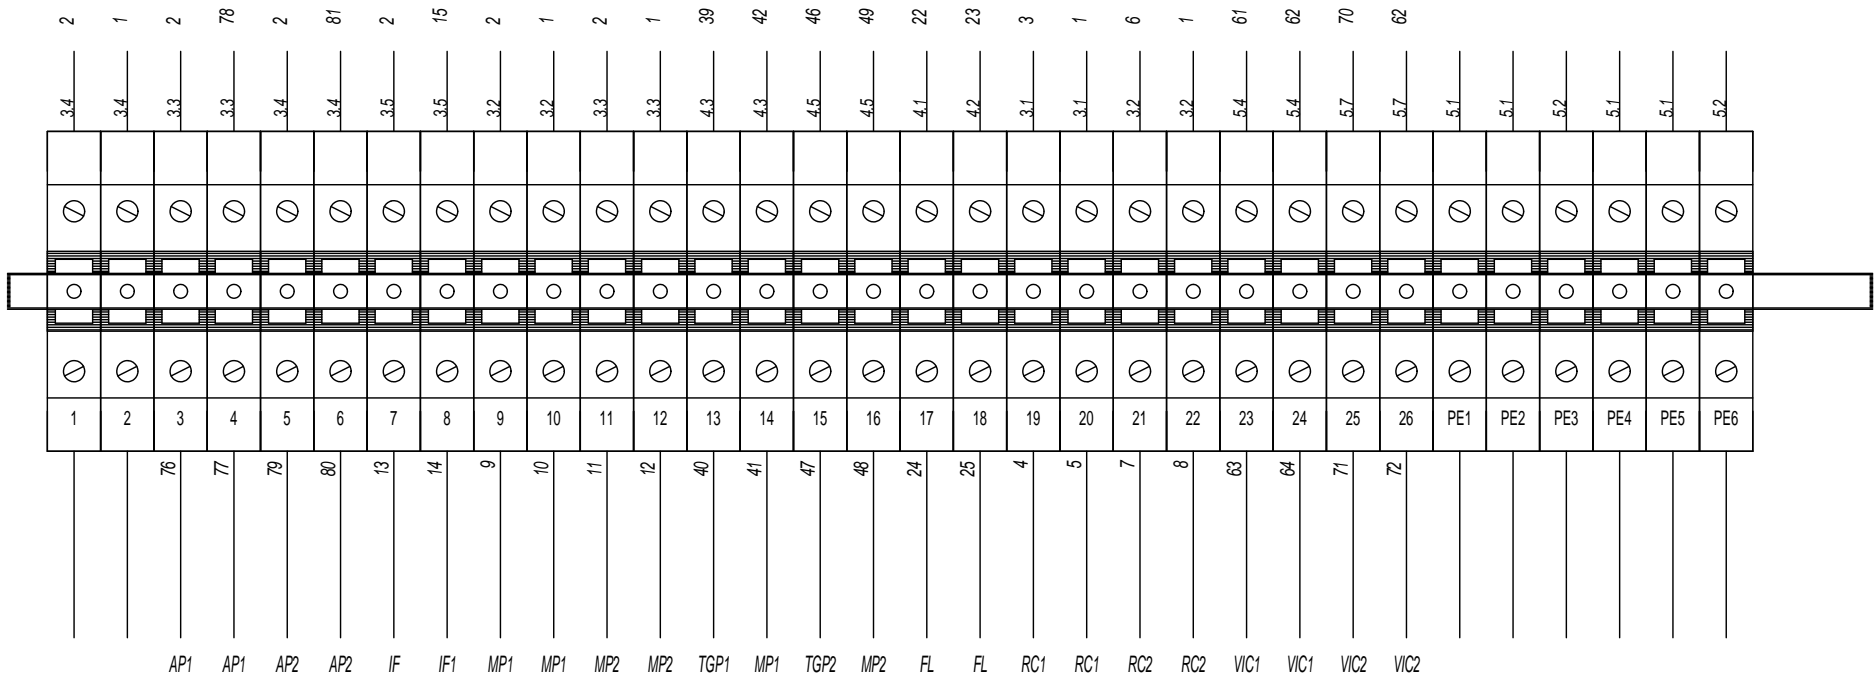 2 1 2 78 2 81 2 15 2 1 2 1 39 42 46 49 22 23 3 1 6 1 61 62 70 62
3.4 3.4 3.3 3.3 3.4 3.4 3.5 3.5 3.2 3.2 3.3 3.3 4.3 4.3 4.5 4.5 4.1 4.2 3.1 3.1 3.2 3.2 5.4 5.4 5.7 5.7 5.1 5.1 5.2 5.1 5.1 5.2
1 2 3 4 5 6 7 8 9 10 11 12 13 14 15 16 17 18 19 20 21 22 23 24 25 26 PE1 PE2 PE3 PE4 PE5 PE6
76 77 79 80 13 14 9 10 11 12 40 41 47 48 24 25 4 5 7 8 63 64 71 72
AP1 AP1 AP2 AP2 IF IF1 MP1 MP1 MP2 MP2 TGP1 MP1 TGP2 MP2 FL FL RC1 RC1 RC2 RC2 VIC1 VIC1 VIC2 VIC2